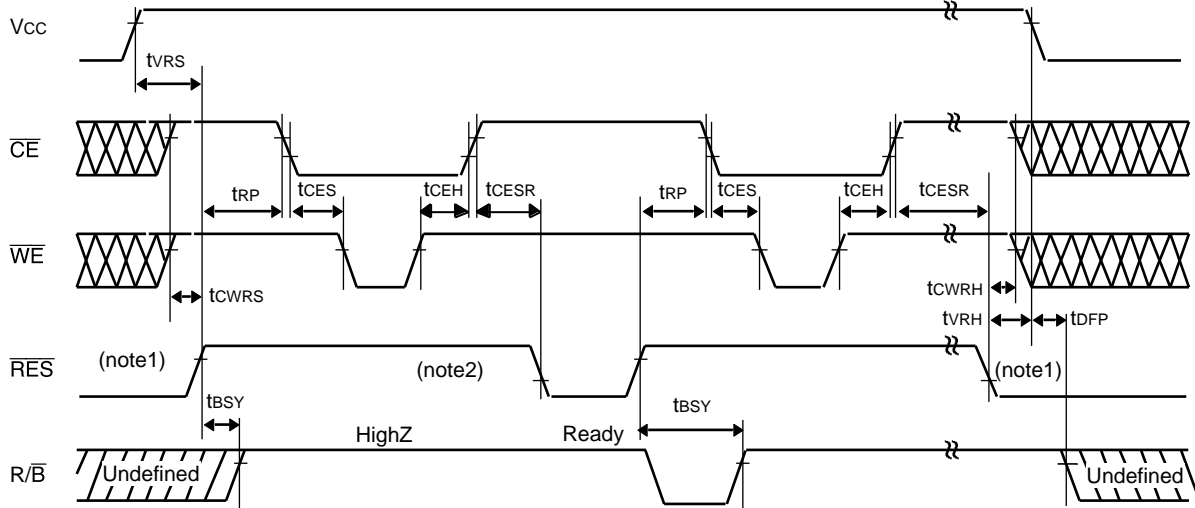 Vcc
tVRS
CE
tRP tCES tCEH tCESR tRP tCES tCEH tCESR
WE
tCWRS tCWRH
tVRH tDFP
RES (note1) (note2) (note1)
tBSY tBSY
HighZ Ready
R/B Undefined Undefined